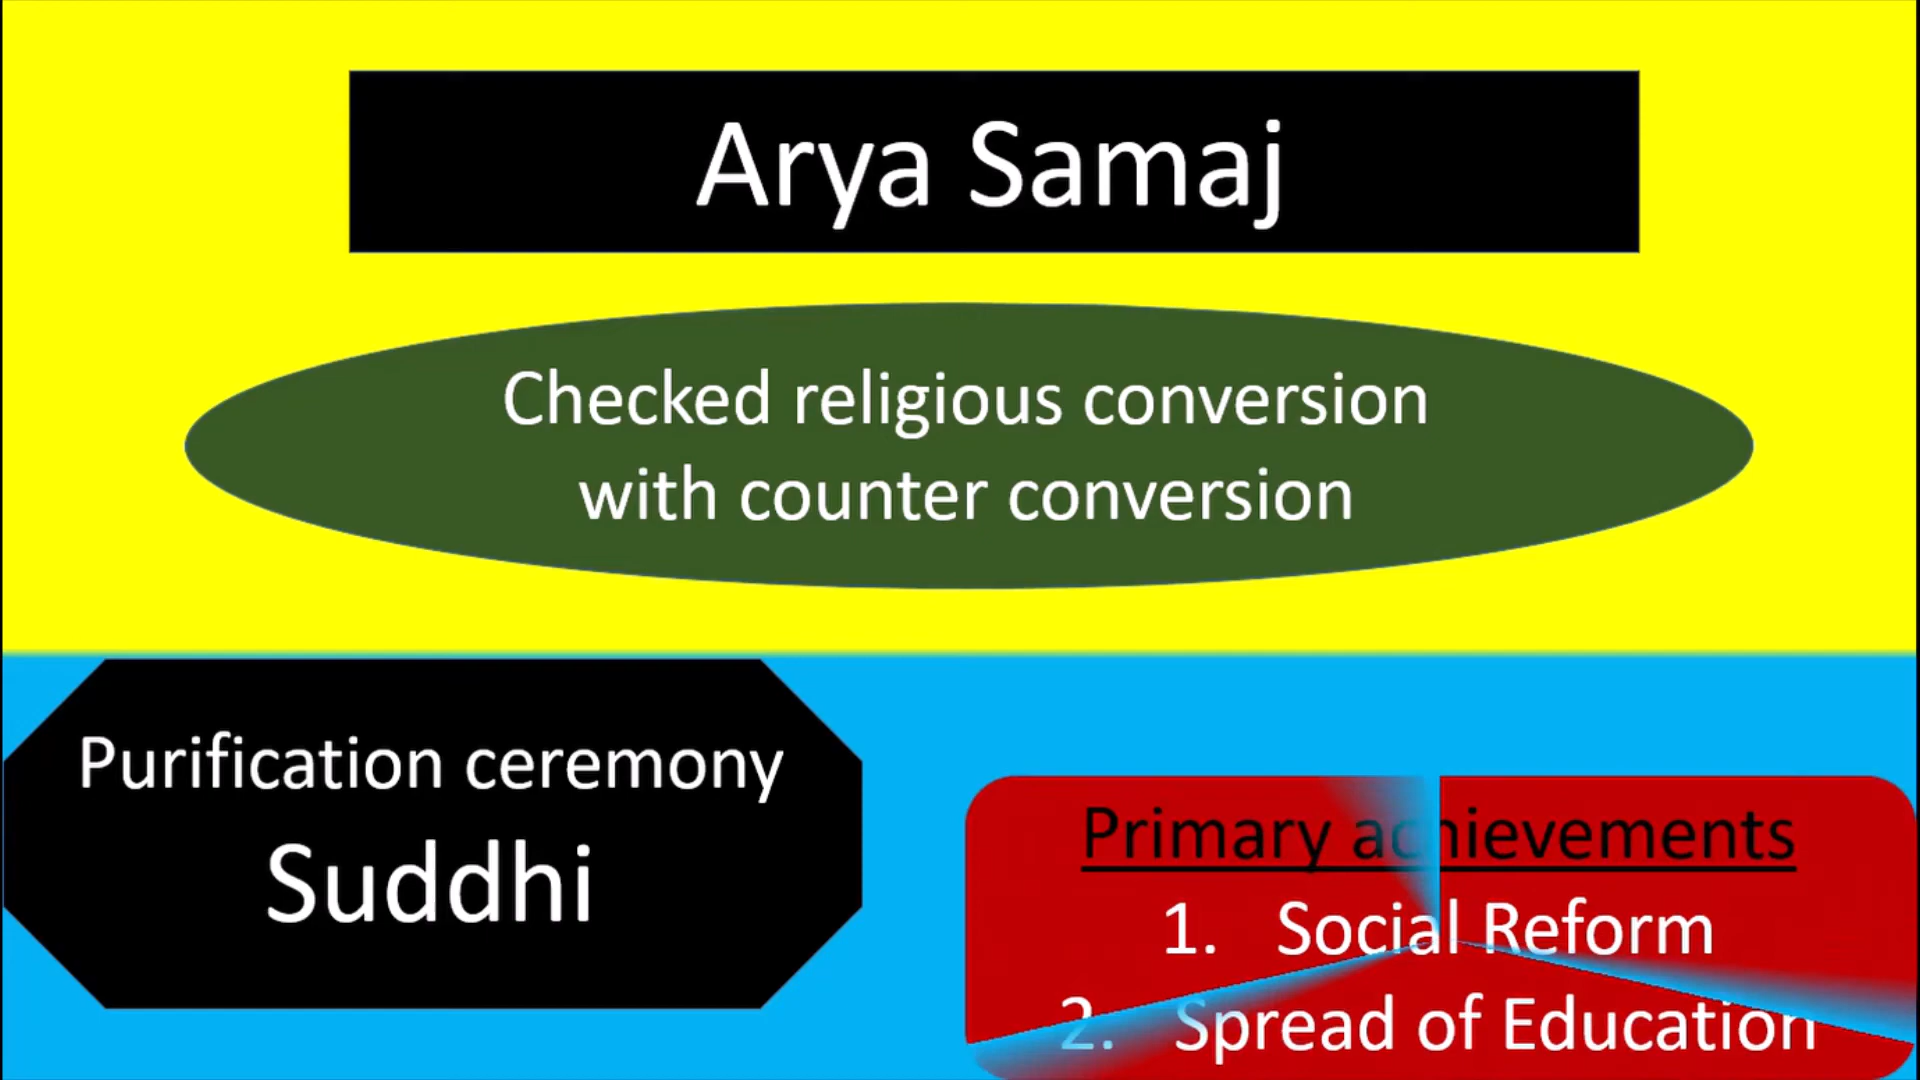 Arya Samaj
Checked religious conversion
with counter conversion
Purification ceremony
Suddhi
Primary achievements
1. Social Reform
2. Spread of Education